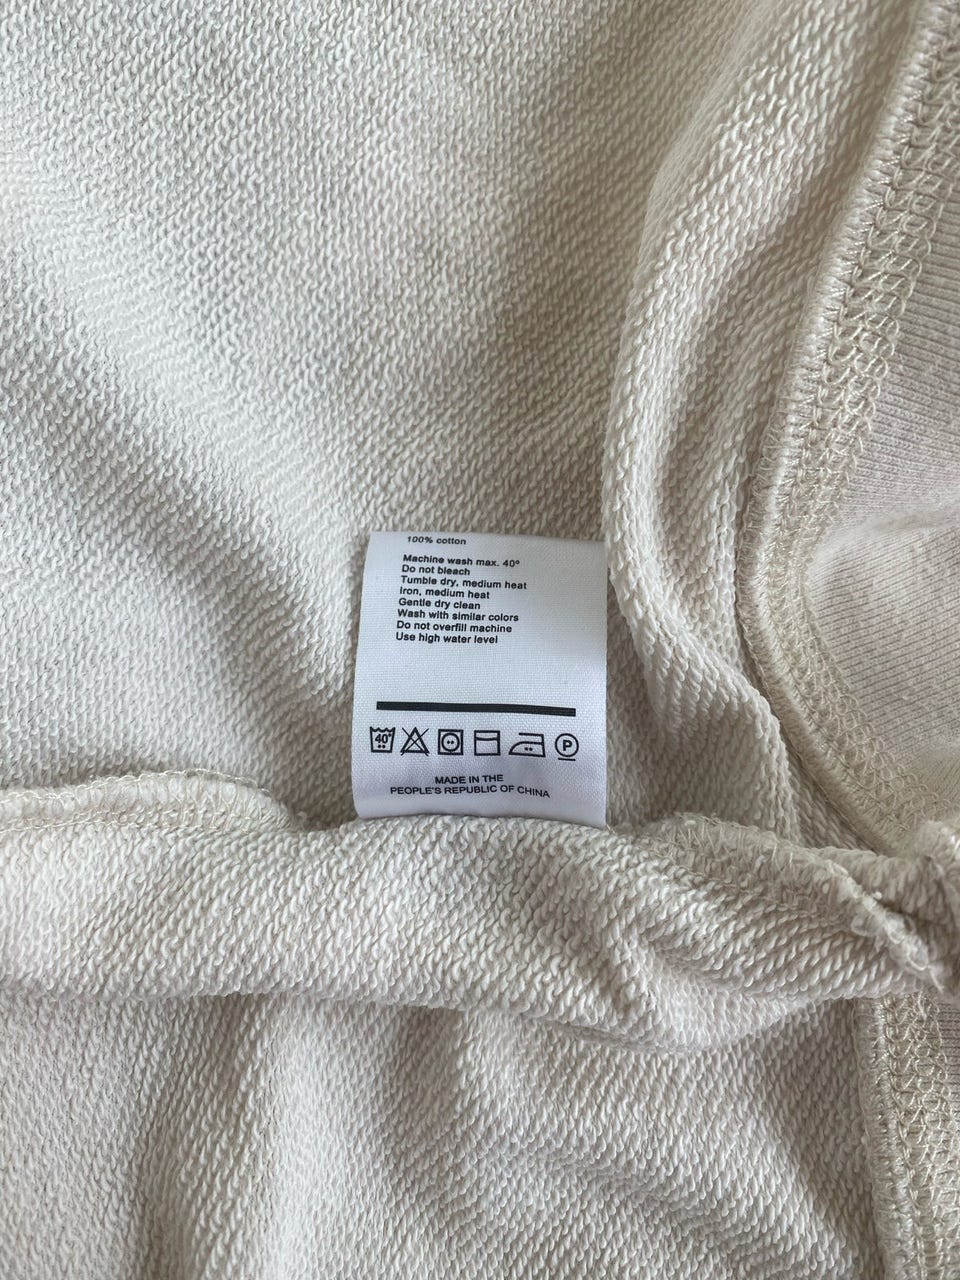 100% cotton
Machine wash max. 40°
Do not bleach
Tumble dry, medium heat
Iron, medium heat
Gentle dry clean
Wash with similar colors
Do not overfill machine
Use high water level
40° P
MADE IN THE
PEOPLE'S REPUBLIC OF CHINA